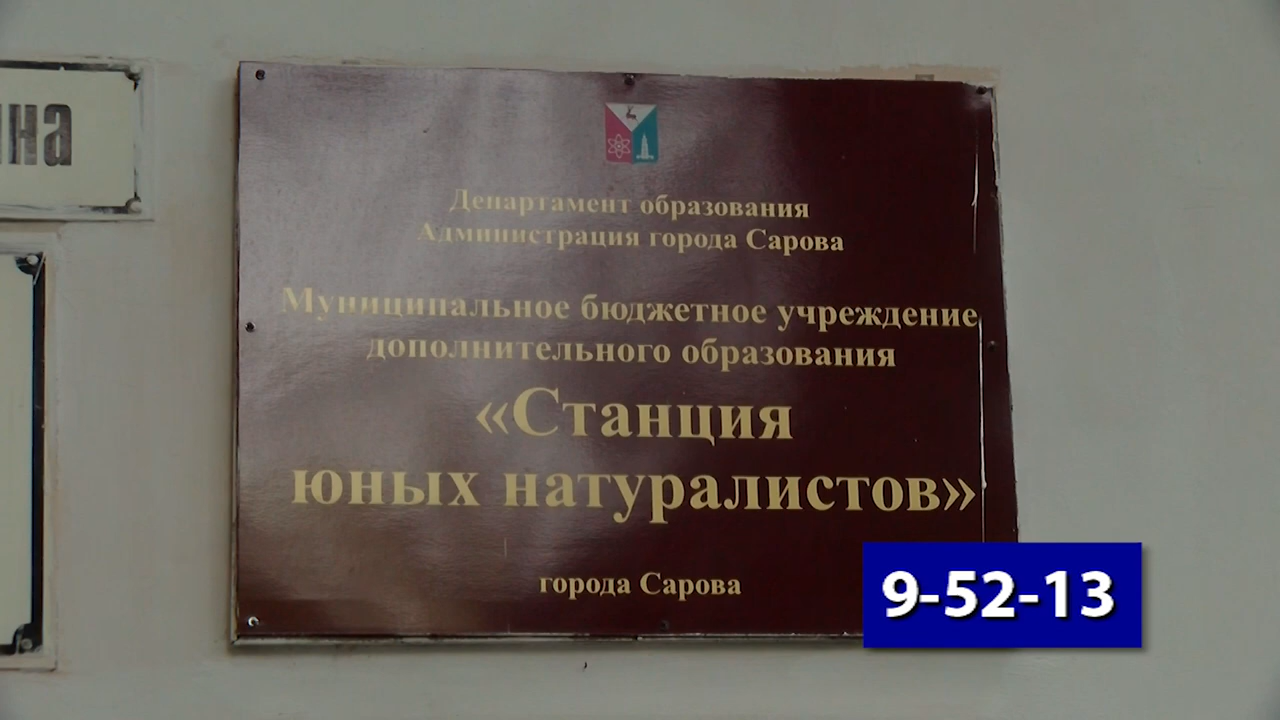 Департамент образования
Администрация города Сарова
Муниципальное бюджетное учреждение
дополнительного образования
«Станция
юных натуралистов»
города Сарова
9-52-13